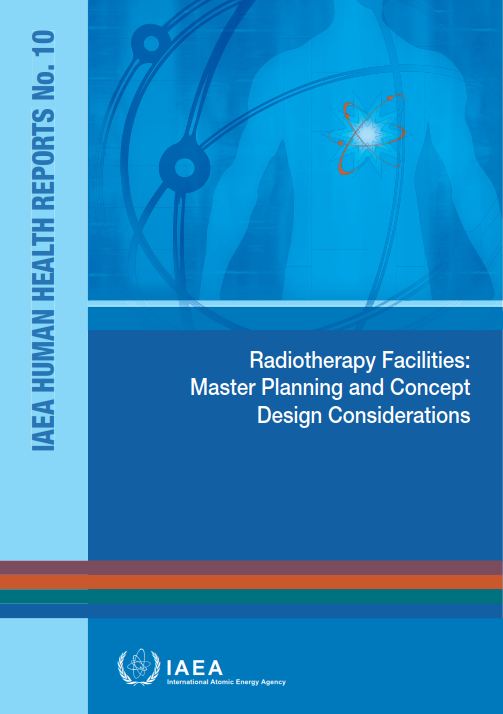 IAEA HUMAN HEALTH REPORTS No. 10
Radiotherapy Facilities:
Master Planning and Concept
Design Considerations
IAEA
International Atomic Energy Agency